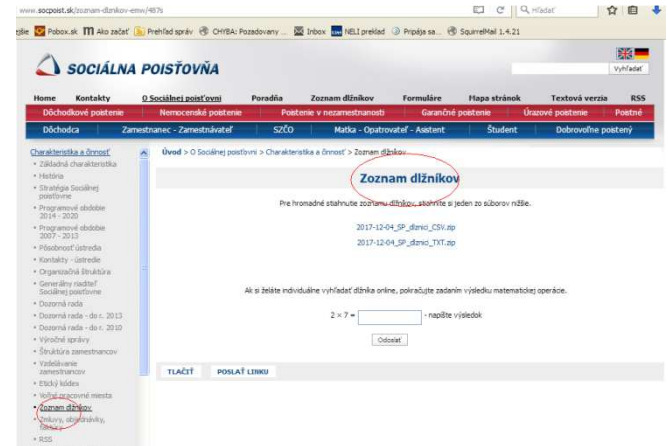 www.socpoist.sk/zoznam-dlznikov-emw/487s
Hľadať
Pobox.sk
Ako začať
Prehľad správ
CHYBA: Pozadovany ...
Inbox
NELI preklad
Pripája sa...
SquirrelMail 1.4.21
SOCIÁLNA POISŤOVŇA
Vyhľadať
Home Kontakty O Sociálnej poisťovni Poradňa Zoznam dlžníkov Formuláre Mapa stránok Textová verzia RSS
Dôchodkové poistenie Nemocenské poistenie Poistenie v nezamestnanosti Garančné poistenie Úrazové poistenie Poistné
Dôchodca Zamestnanec - Zamestnávateľ SZČO Matka - Opatrovateľ - Asistent Študent Dobrovoľne poistený
Úvod > O Sociálnej poisťovni > Charakteristika a činnosť > Zoznam dlžníkov
Charakteristika a činnosť
Základná charakteristika
História
Stratégia Sociálnej poisťovne
Programové obdobie
2014 - 2020
Programové obdobie
2007 - 2013
Pôsobnosť ústredia
Kontakty - ústredie
Organizačná štruktúra
Generálny riaditeľ
Sociálnej poisťovne
Dozorná rada
Dozorná rada - do r. 2013
Dozorná rada - do r. 2010
Výročné správy
Štruktúra zamestnancov
Vzdelávanie
zamestnancov
Etický kódex
Voľné pracovné miesta
Zoznam dlžníkov
Zmluvy, objednávky,
faktúry
RSS
Zoznam dlžníkov
Pre hromadné stiahnutie zoznamu dlžníkov, stiahnite si jeden zo súborov nižšie.
2017-12-04_SP_dlznici_CSV.zip
2017-12-04_SP_dlznici_TXT.zip
Ak si želáte individuálne vyhľadať dlžníka online, pokračujte zadaním výsledku matematickej operácie.
2 × 7 = - napíšte výsledok
Odoslať
TLAČIŤ POSLAŤ LINKU